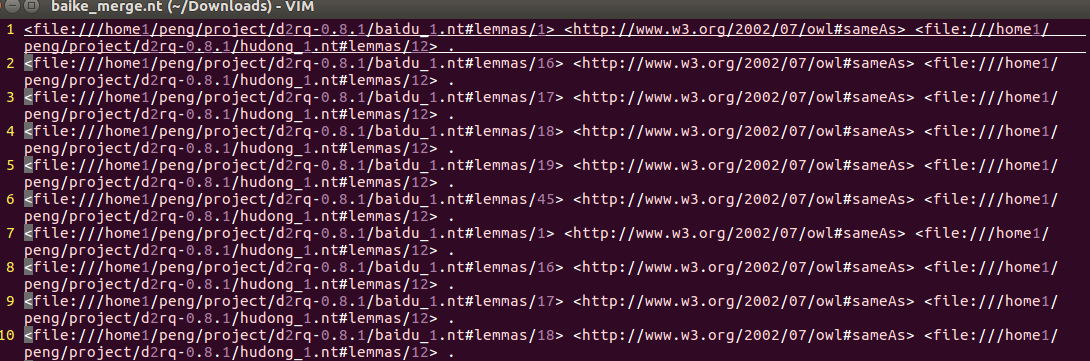 baike_merge.nt (~/Downloads) - VIM
1 <file:///home1/peng/project/d2rq-0.8.1/baidu_1.nt#lemmas/1> <http://www.w3.org/2002/07/owl#sameAs> <file:///home1/
peng/project/d2rq-0.8.1/hudong_1.nt#lemmas/12> .
2 <file:///home1/peng/project/d2rq-0.8.1/baidu_1.nt#lemmas/16> <http://www.w3.org/2002/07/owl#sameAs> <file:///home1/
peng/project/d2rq-0.8.1/hudong_1.nt#lemmas/12> .
3 <file:///home1/peng/project/d2rq-0.8.1/baidu_1.nt#lemmas/17> <http://www.w3.org/2002/07/owl#sameAs> <file:///home1/
peng/project/d2rq-0.8.1/hudong_1.nt#lemmas/12> .
4 <file:///home1/peng/project/d2rq-0.8.1/baidu_1.nt#lemmas/18> <http://www.w3.org/2002/07/owl#sameAs> <file:///home1/
peng/project/d2rq-0.8.1/hudong_1.nt#lemmas/12> .
5 <file:///home1/peng/project/d2rq-0.8.1/baidu_1.nt#lemmas/19> <http://www.w3.org/2002/07/owl#sameAs> <file:///home1/
peng/project/d2rq-0.8.1/hudong_1.nt#lemmas/12> .
6 <file:///home1/peng/project/d2rq-0.8.1/baidu_1.nt#lemmas/45> <http://www.w3.org/2002/07/owl#sameAs> <file:///home1/
peng/project/d2rq-0.8.1/hudong_1.nt#lemmas/12> .
7 <file:///home1/peng/project/d2rq-0.8.1/baidu_1.nt#lemmas/1> <http://www.w3.org/2002/07/owl#sameAs> <file:///home1/
peng/project/d2rq-0.8.1/hudong_1.nt#lemmas/12> .
8 <file:///home1/peng/project/d2rq-0.8.1/baidu_1.nt#lemmas/16> <http://www.w3.org/2002/07/owl#sameAs> <file:///home1/
peng/project/d2rq-0.8.1/hudong_1.nt#lemmas/12> .
9 <file:///home1/peng/project/d2rq-0.8.1/baidu_1.nt#lemmas/17> <http://www.w3.org/2002/07/owl#sameAs> <file:///home1/
peng/project/d2rq-0.8.1/hudong_1.nt#lemmas/12> .
10 <file:///home1/peng/project/d2rq-0.8.1/baidu_1.nt#lemmas/18> <http://www.w3.org/2002/07/owl#sameAs> <file:///home1/
peng/project/d2rq-0.8.1/hudong_1.nt#lemmas/12> .